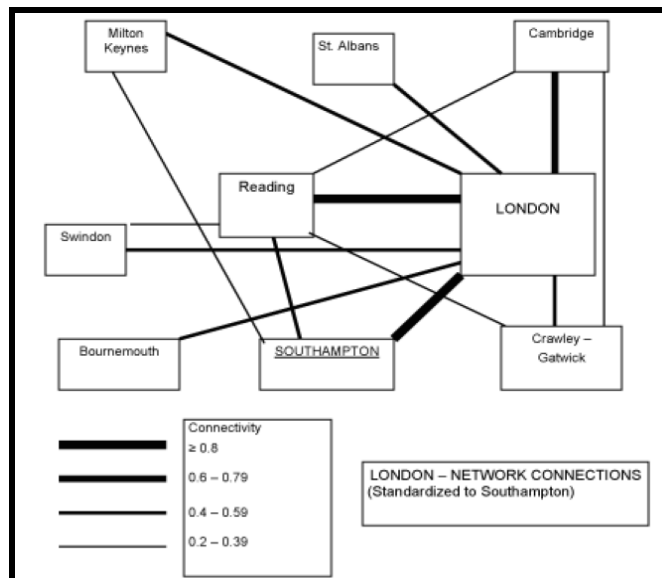 Milton
Keynes
St. Albans
Cambridge
Reading
LONDON
Swindon
Bournemouth
SOUTHAMPTON
Crawley –
Gatwick
Connectivity
≥ 0.8
0.6 – 0.79
0.4 – 0.59
0.2 – 0.39
LONDON – NETWORK CONNECTIONS
(Standardized to Southampton)